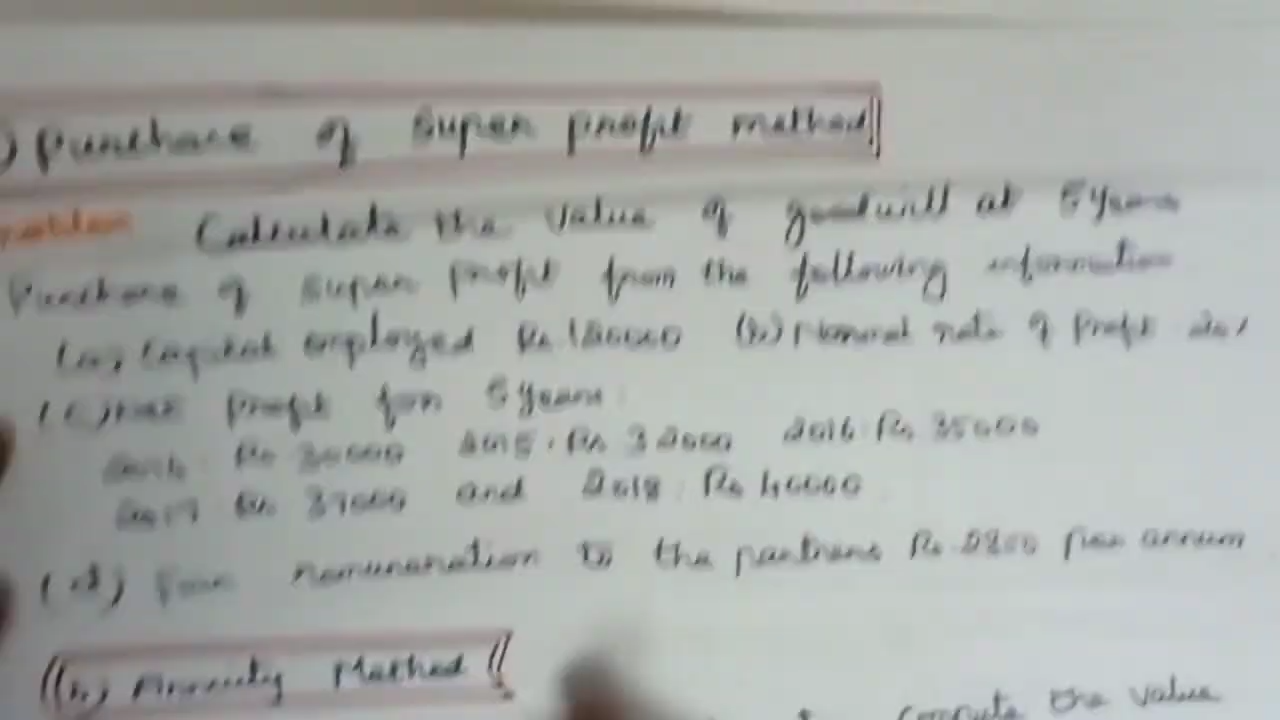 ) Purchase of super profit method
Problem Calculate the value of goodwill at 5 years
Purchase of super profit from the following information
(a) Capital employed Rs. (b) Normal rate of Profit
(c) Net Profit for 5 years:
Rs 30000 2015. Rs 32000 2016. Rs 35000
2017 Rs. 37000 and 2018. Rs 40000
(d) remuneration to the partners Rs. 2800 per annum
(b) Annuity Method
compute the value